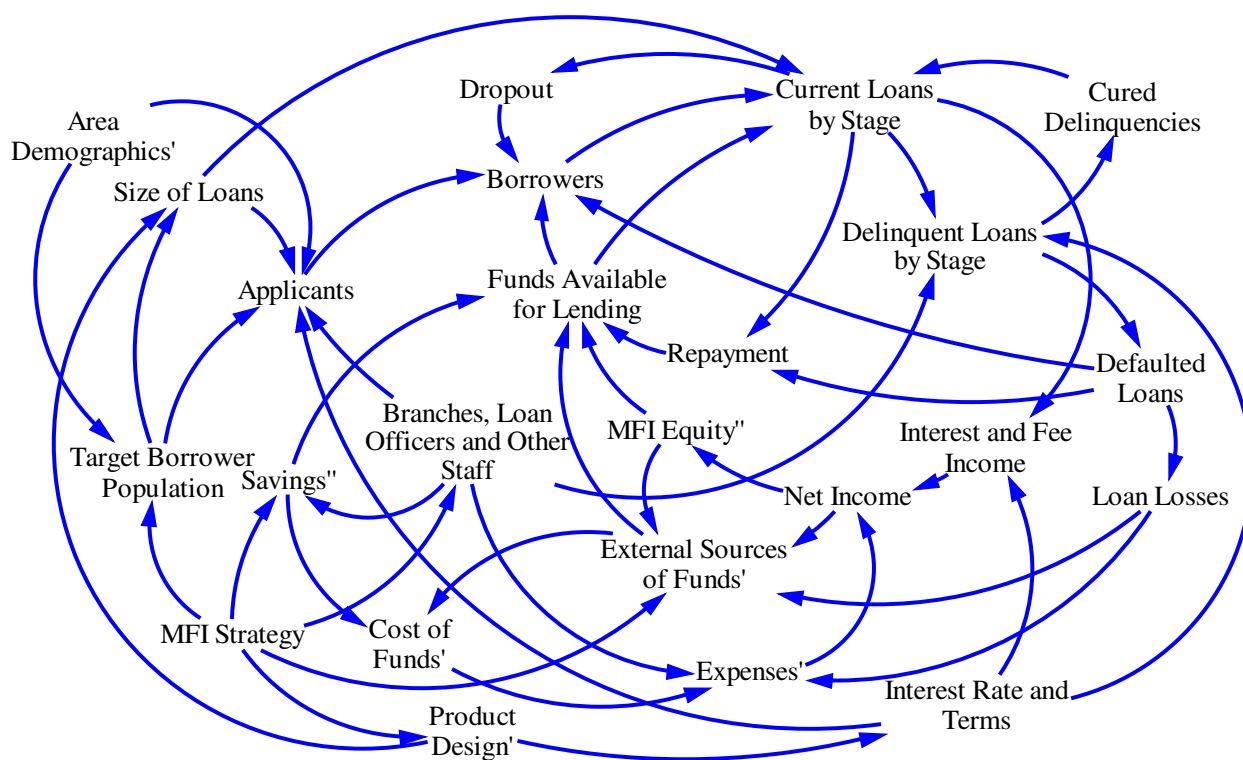 Dropout
Current Loans
by Stage
Cured
Delinquencies
Area
Demographics'
Size of Loans
Borrowers
Delinquent Loans
by Stage
Applicants
Funds Available
for Lending
Repayment
Defaulted
Loans
Branches, Loan
Officers and Other
Staff
MFI Equity"
Interest and Fee
Income
Target Borrower
Population
Savings"
Net Income
Loan Losses
External Sources
of Funds'
MFI Strategy
Cost of
Funds'
Expenses'
Interest Rate and
Terms
Product
Design'